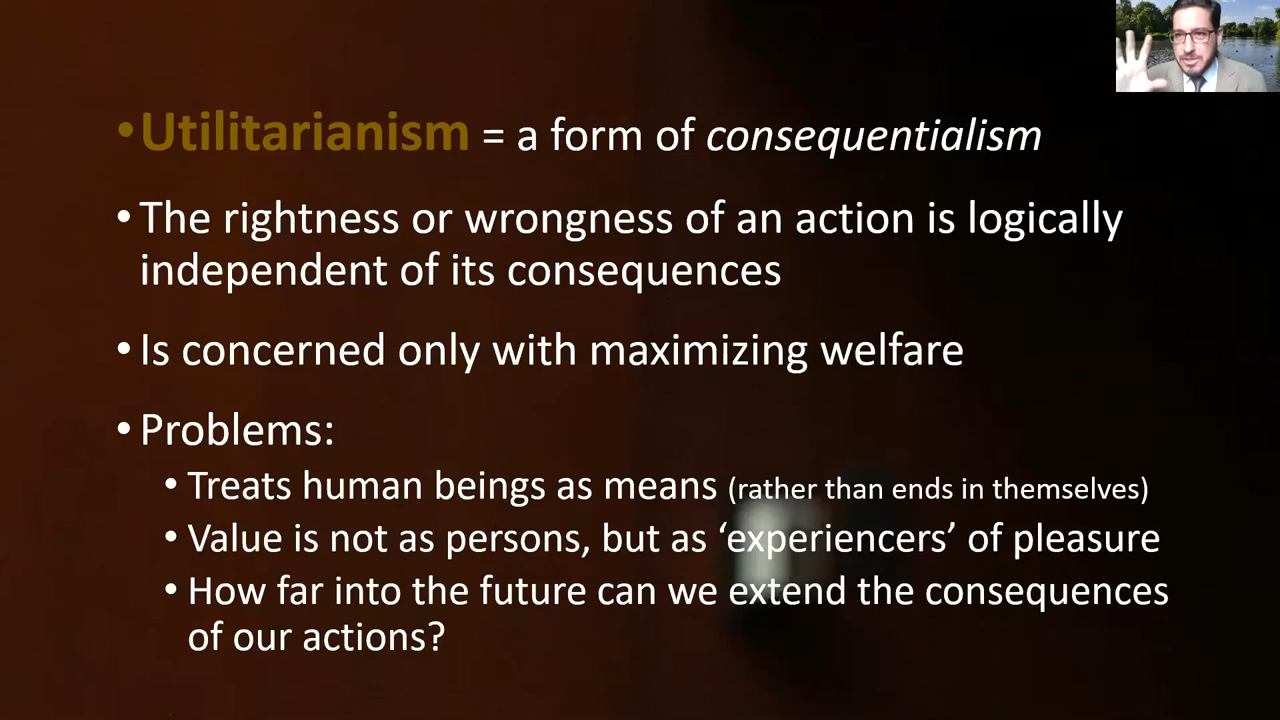 •Utilitarianism = a form of consequentialism
•The rightness or wrongness of an action is logically
independent of its consequences
•Is concerned only with maximizing welfare
•Problems:
•Treats human beings as means (rather than ends in themselves)
•Value is not as persons, but as ‘experiencers’ of pleasure
•How far into the future can we extend the consequences
of our actions?